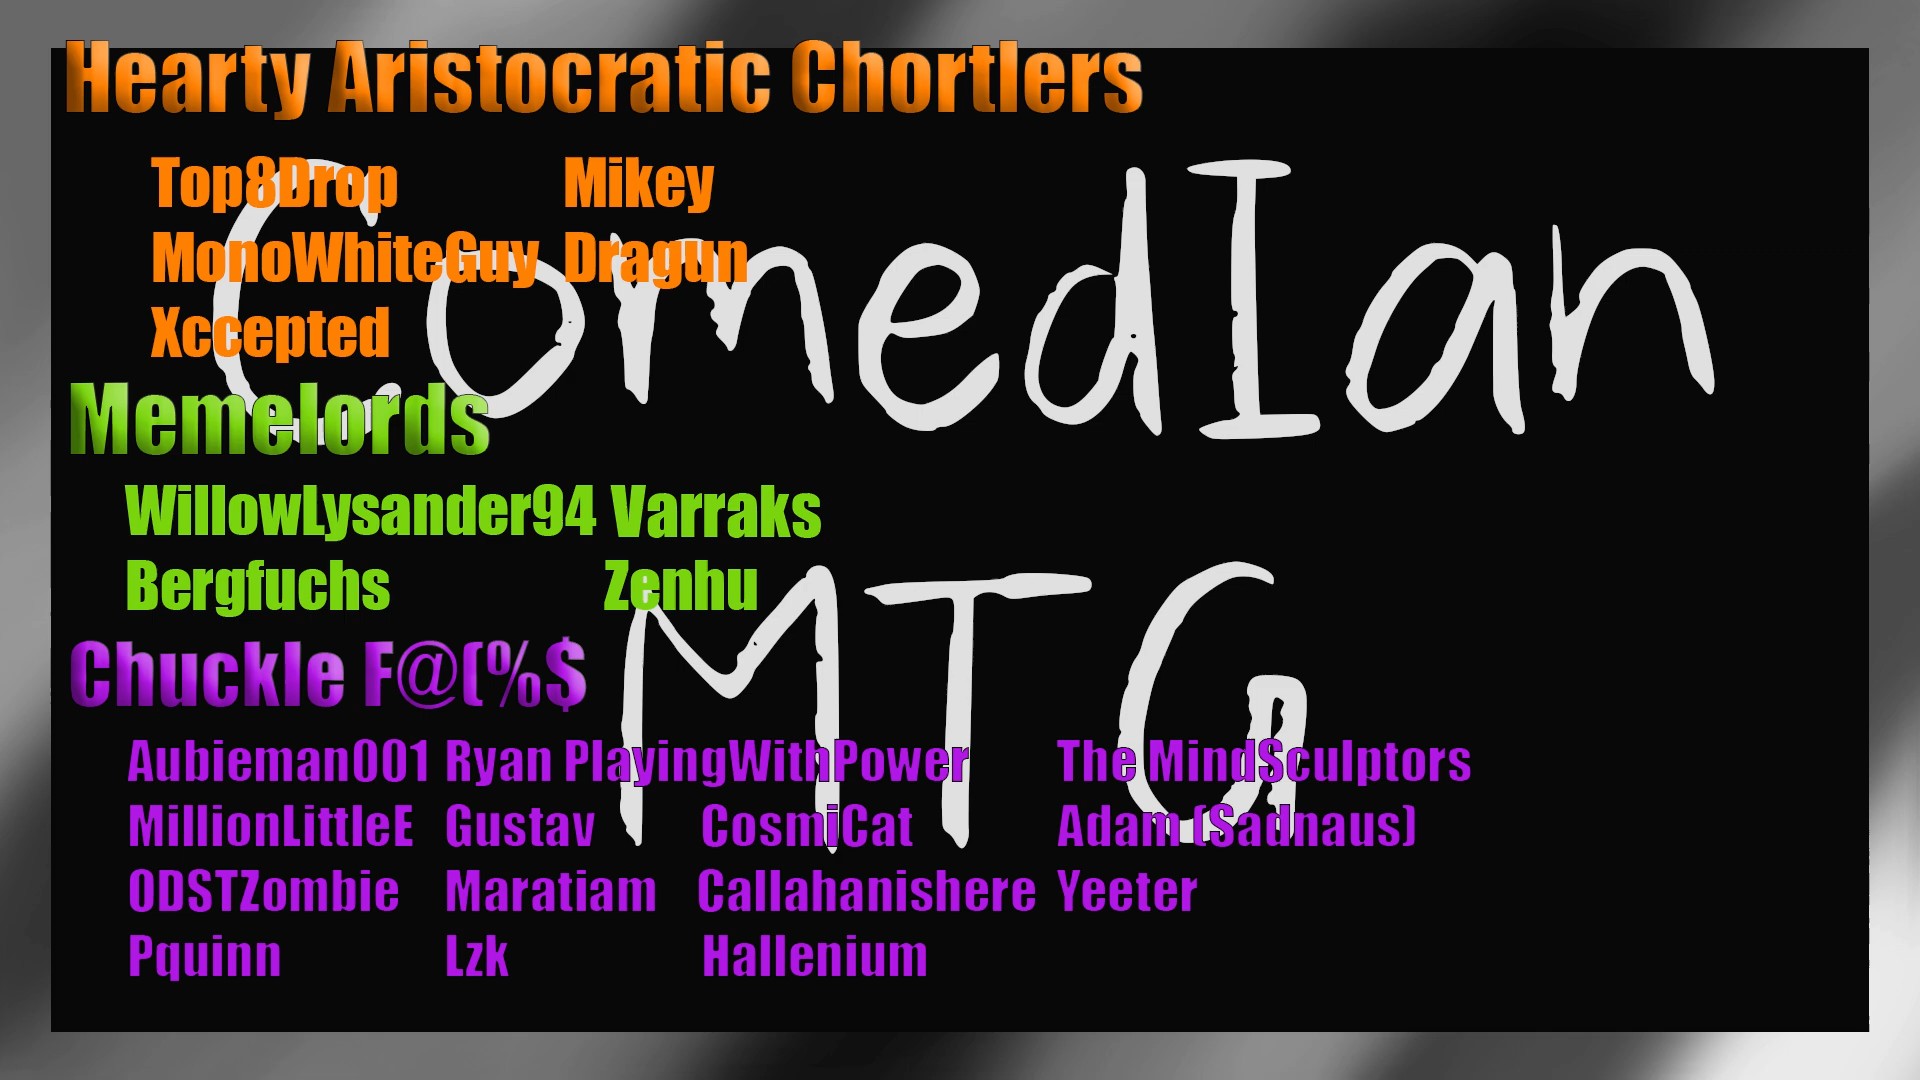 Hearty Aristocratic Chortlers
Top8Drop Mikey
MonoWhiteGuy Dragun
Xccepted
ComedIan
Memelords
WillowLysander94 Varraks
Bergfuchs Zenhu
MTG
Chuckle F@(%$
Aubieman001 Ryan PlayingWithPower The MindSculptors
MillionLittleE Gustav CosmiCat Adam (Sadnaus)
ODSTZombie Maratiam Callahanishere Yeeter
Pquinn Lzk Hallenium